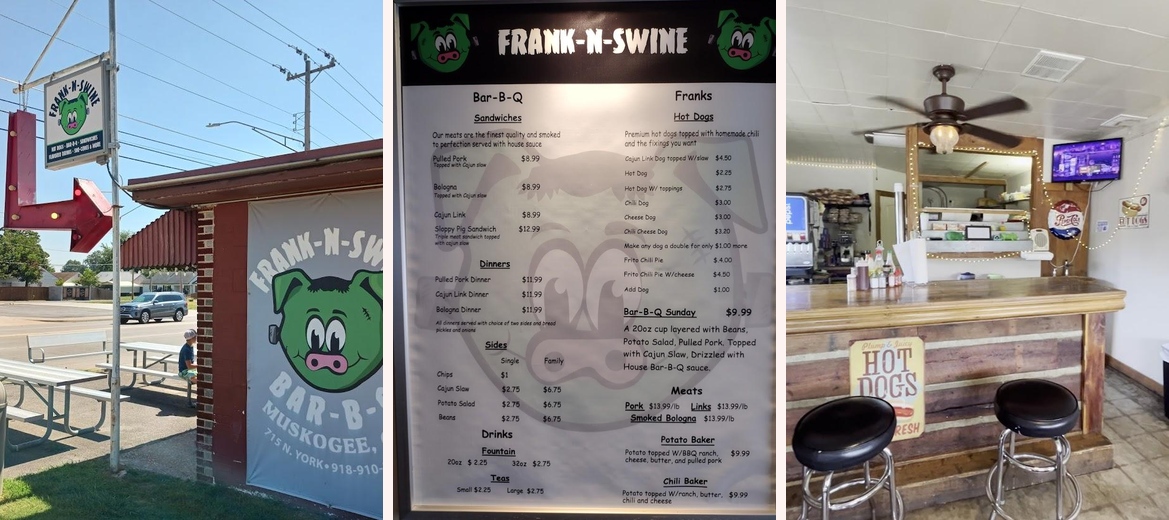 FRANK-N-SWINE
FRANK-N-SW
BAR-B-
MUSKOGEE,
715 N. YORK • 918-910-
FRANK-N-SWINE
Bar-B-Q
Sandwiches
Our meats are the finest quality and smoked
to perfection served with house sauce
Pulled Pork $8.99
Topped with Cajun slaw
Bologna $8.99
Topped with Cajun slaw
Cajun Link $8.99
Sloppy Pig Sandwich $12.99
Triple meat sandwich topped
with cajun slaw
Dinners
Pulled Pork Dinner $11.99
Cajun Link Dinner $11.99
Bologna Dinner $11.99
All dinners served with choice of two sides and bread
pickles and onions
Sides
Single Family
Chips $1
Cajun Slaw $2.75 $6.75
Potato Salad $2.75 $6.75
Beans $2.75 $6.75
Drinks
Fountain
20oz $ 2.25 32oz $2.75
Teas
Small $2.25 Large $2.75
Franks
Hot Dogs
Premium hot dogs topped with homemade chili
and the fixings you want
Cajun Link Dog topped W/slaw $4.50
Hot Dog $2.25
Hot Dog W/ toppings $2.75
Chili Dog $3.00
Cheese Dog $3.00
Chili Cheese Dog $3.20
Make any dog a double for only $1.00 more
Frito Chili Pie $ 4.00
Frito Chili Pie W/cheese $4.50
Add Dog $1.00
Bar-B-Q Sunday $9.99
A 20oz cup layered with Beans,
Potato Salad, Pulled Pork, Topped
with Cajun Slaw, Drizzled with
House Bar-B-Q sauce.
Meats
Pork $13.99/lb Links $13.99/lb
Smoked Bologna $13.99/lb
Potato Baker
Potato topped W/BBQ ranch, $9.99
cheese, butter, and pulled pork
Chili Baker
Potato topped W/ranch, butter, $9.99
chili and cheese
Plump & Juicy
HOT
DOGS
FRESH